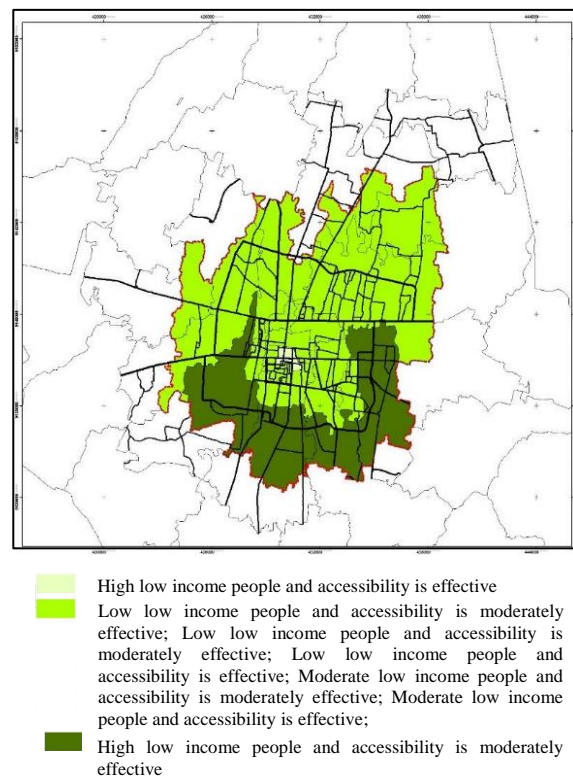 High low income people and accessibility is effective
Low low income people and accessibility is moderately
effective; Low low income people and accessibility is
moderately effective; Low low income people and
accessibility is effective; Moderate low income people and
accessibility is moderately effective; Moderate low income
people and accessibility is effective;
High low income people and accessibility is moderately
effective